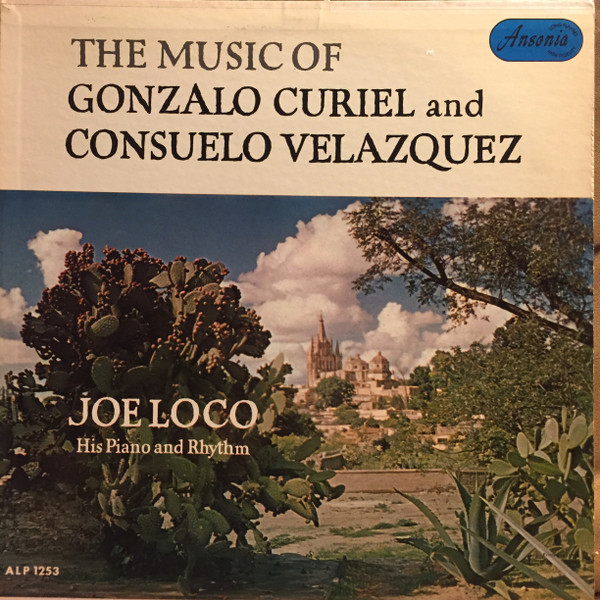 Ansonia
THE MUSIC OF
GONZALO CURIEL and
CONSUELO VELAZQUEZ
JOE LOCO
His Piano and Rhythm
ALP 1253